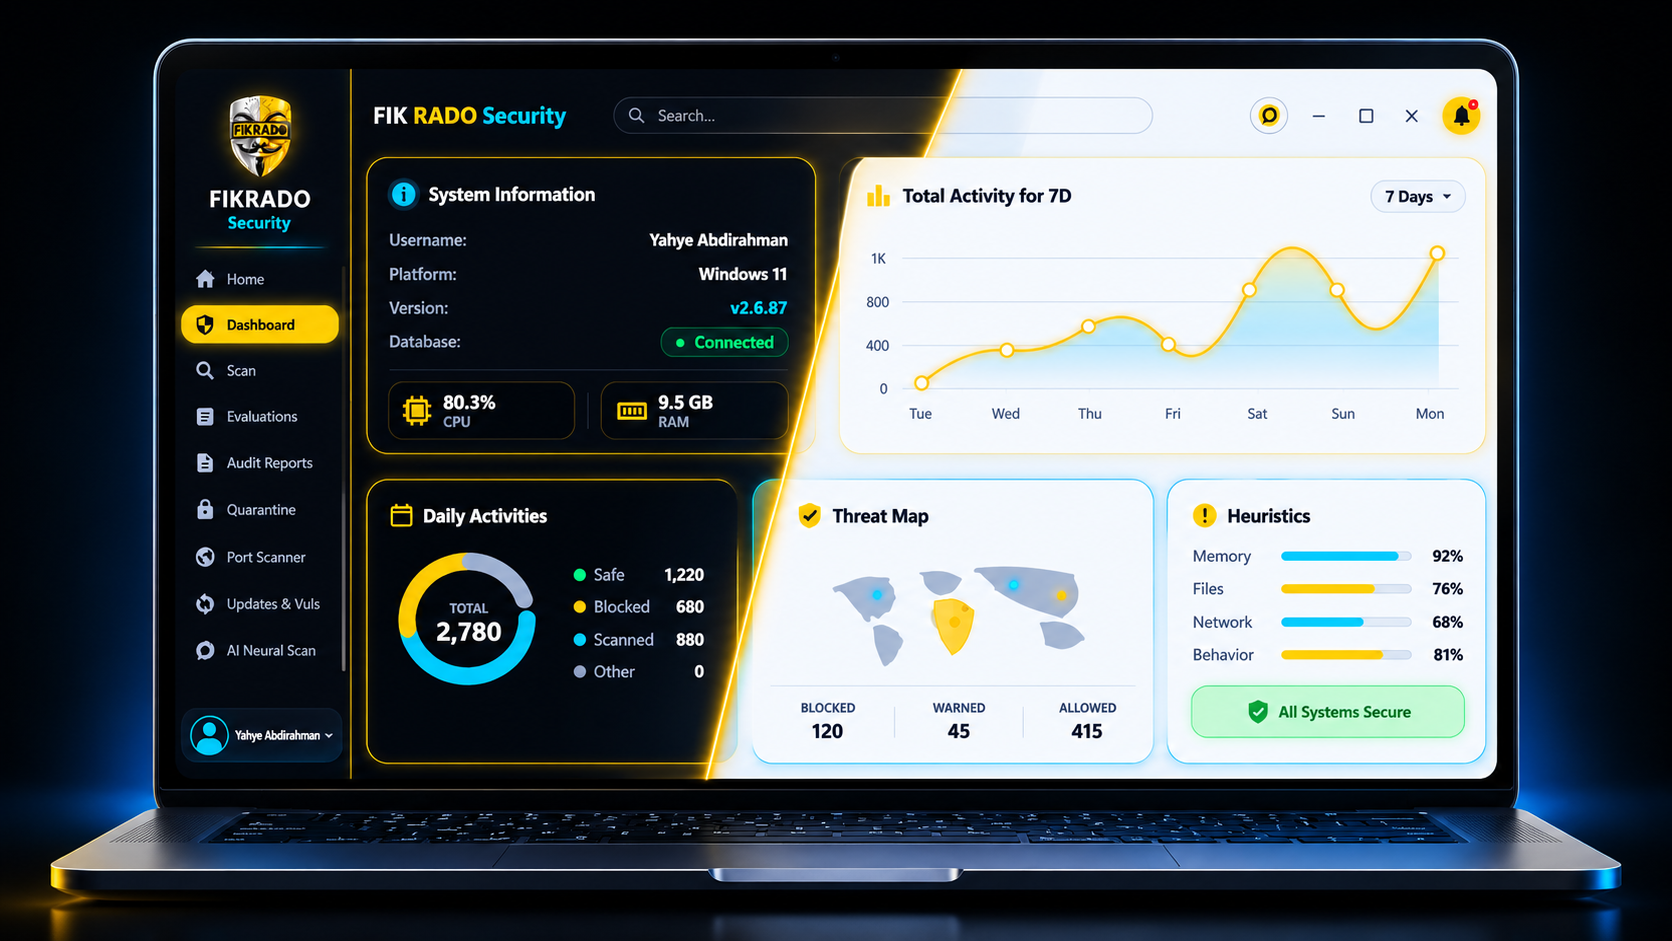 FIKRADO
FIKRADO
Security
Home
Dashboard
Scan
Evaluations
Audit Reports
Quarantine
Port Scanner
Updates & Vuls
AI Neural Scan
Yahye Abdirahman
FIK RADO Security
Search...
System Information
Username: Yahye Abdirahman
Platform: Windows 11
Version: v2.6.87
Database: Connected
80.3%
CPU
9.5 GB
RAM
Total Activity for 7D
7 Days
1K
800
400
0
Tue Wed Thu Fri Sat Sun Mon
Daily Activities
TOTAL
2,780
Safe 1,220
Blocked 680
Scanned 880
Other 0
Threat Map
BLOCKED WARNED ALLOWED
120 45 415
Heuristics
Memory 92%
Files 76%
Network 68%
Behavior 81%
All Systems Secure